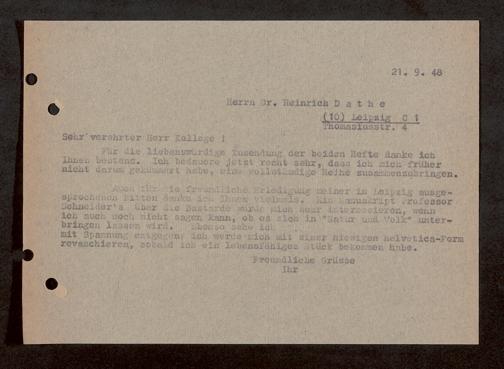 21. 9. 48
Herrn Dr. Heinrich D a t h e
(10) Leipzig C 1
Thomasiusstr. 4
Sehr verehrter Herr Kollege !
Für die liebenswürdige Zusendung der beiden Hefte danke ich
Ihnen bestens. Ich bedaure jetzt recht sehr, dass ich mich früher
nicht darum gekümmert habe, eine vollständige Reihe zusammenzubringen.
Auch für die freundliche Erledigung meiner in Leipzig ausge-
sprochenen Bitten danke ich Ihnen vielmals. Ein Manuskript Professor
Schneider's über die Bastarde würde mich sehr interessieren, wenn
ich auch noch nicht sagen kann, ob es sich in "Natur und Volk" unter-
bringen lassen wird. Ebenso sehe ich
mit Spannung entgegen; ich werde mich mit einer hiesigen helvetica-Form
revanchieren, sobald ich ein lebensfähiges Stück bekommen habe.
Freundliche Grüsse
Ihr